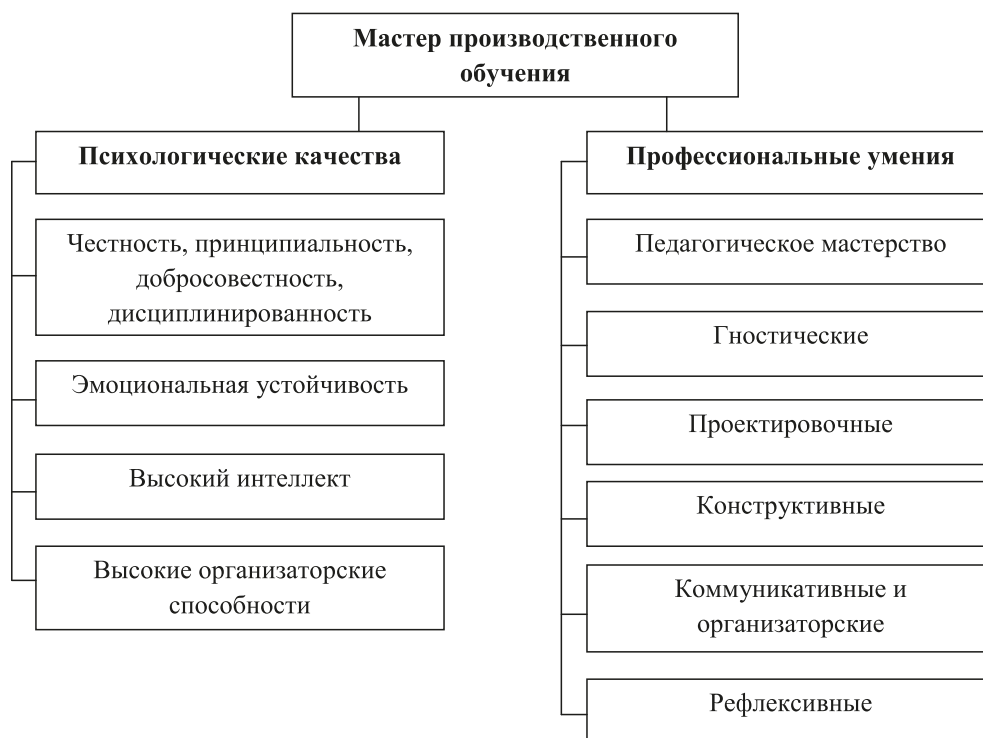 Мастер производственного
обучения
Психологические качества
Честность, принципиальность,
добросовестность,
дисциплинированность
Эмоциональная устойчивость
Высокий интеллект
Высокие организаторские
способности
Профессиональные умения
Педагогическое мастерство
Гностические
Проектировочные
Конструктивные
Коммуникативные и
организаторские
Рефлексивные